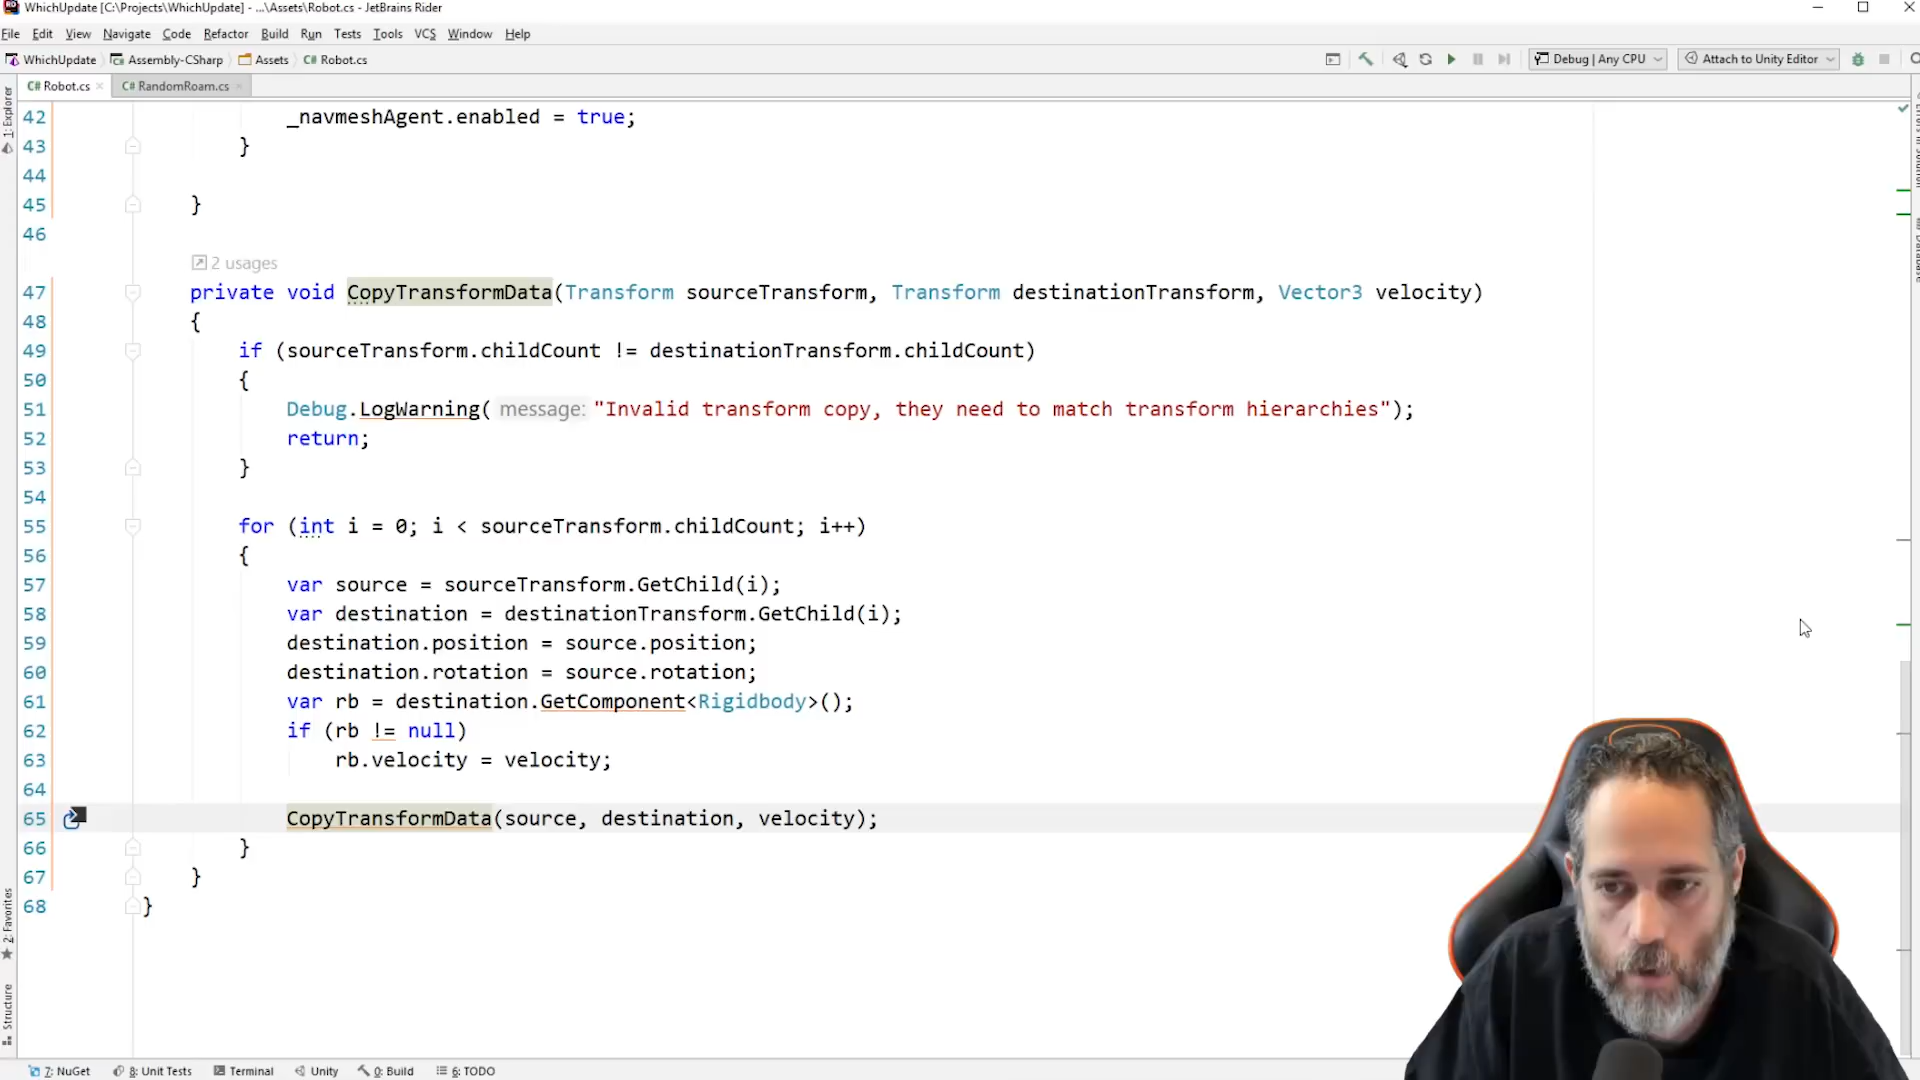 WhichUpdate [C:\Projects\WhichUpdate] - ...\Assets\Robot.cs - JetBrains Rider
File Edit View Navigate Code Refactor Build Run Tests Tools VCS Window Help
WhichUpdate Assembly-CSharp Assets C# Robot.cs Debug | Any CPU Attach to Unity Editor
C# Robot.cs C# RandomRoam.cs
1: Explorer
42 _navmeshAgent.enabled = true;
43 }
44
45 }
46
2 usages
47 private void CopyTransformData(Transform sourceTransform, Transform destinationTransform, Vector3 velocity)
48 {
49 if (sourceTransform.childCount != destinationTransform.childCount)
50 {
51 Debug.LogWarning( message: "Invalid transform copy, they need to match transform hierarchies");
52 return;
53 }
54
55 for (int i = 0; i < sourceTransform.childCount; i++)
56 {
57 var source = sourceTransform.GetChild(i);
58 var destination = destinationTransform.GetChild(i);
59 destination.position = source.position;
60 destination.rotation = source.rotation;
61 var rb = destination.GetComponent<Rigidbody>();
62 if (rb != null)
63 rb.velocity = velocity;
64
65 CopyTransformData(source, destination, velocity);
66 }
67 }
68 }
2: Favorites
Structure
7: NuGet 8: Unit Tests Terminal Unity 0: Build 6: TODO